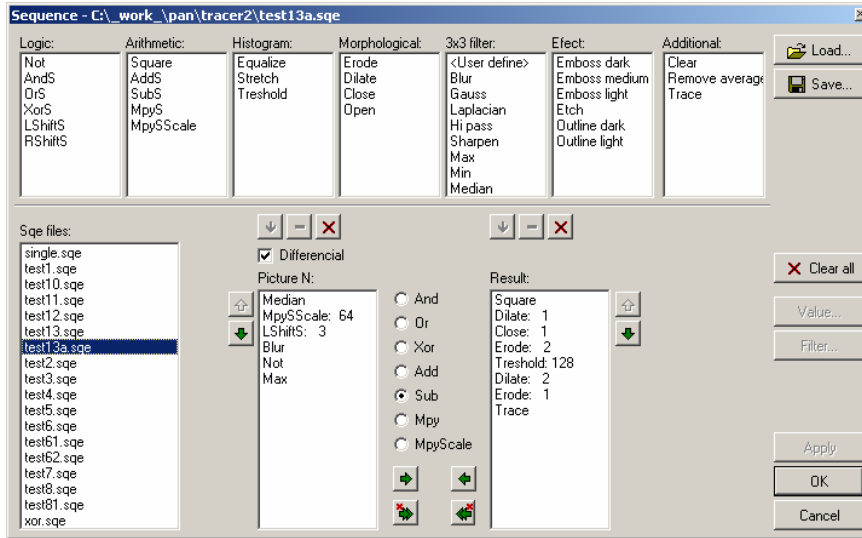 Sequence - C:\_work_\pan\tracer2\test13a.sqe
Logic: Arithmetic: Histogram: Morphological: 3x3 filter: Efect: Additional:
Not Square Equalize Erode <User define> Emboss dark Clear
AndS AddS Stretch Dilate Blur Emboss medium Remove average
OrS SubS Treshold Close Gauss Emboss light Trace
XorS MpyS Open Laplacian Etch
LShiftS MpySScale Hi pass Outline dark
RShiftS Sharpen Outline light
Max
Min
Median
Load...
Save...
Sqe files:
single.sqe
test1.sqe
test10.sqe
test11.sqe
test12.sqe
test13.sqe
test13a.sqe
test2.sqe
test3.sqe
test4.sqe
test5.sqe
test6.sqe
test61.sqe
test62.sqe
test7.sqe
test8.sqe
test81.sqe
xor.sqe
Differencial
Picture N:
Median
MpySScale: 64
LShiftS: 3
Blur
Not
Max
And
Or
Xor
Add
Sub
Mpy
MpyScale
Result:
Square
Dilate: 1
Close: 1
Erode: 2
Treshold: 128
Dilate: 2
Erode: 1
Trace
Clear all
Value...
Filter...
Apply
OK
Cancel